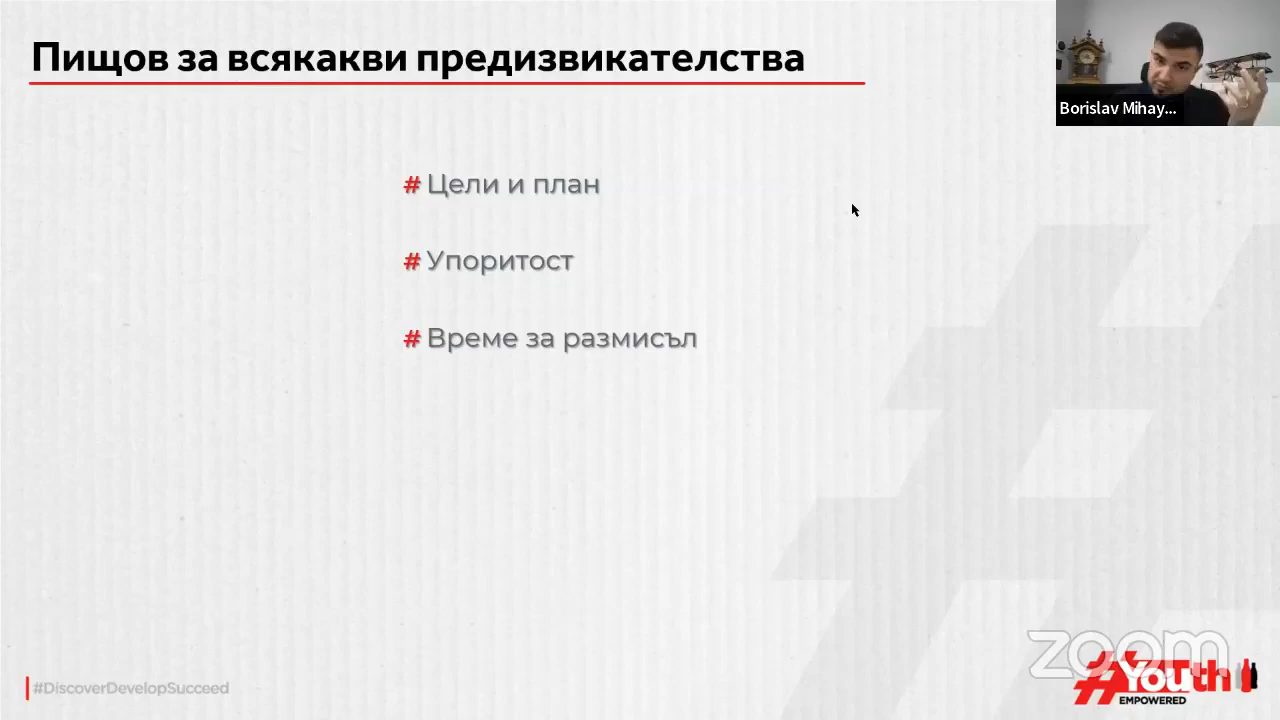 Пищов за всякакви предизвикателства
Borislav Mihay...
# Цели и план
# Упоритост
# Време за размисъл
zoom
#DiscoverDevelopSucceed
#Youth
EMPOWERED